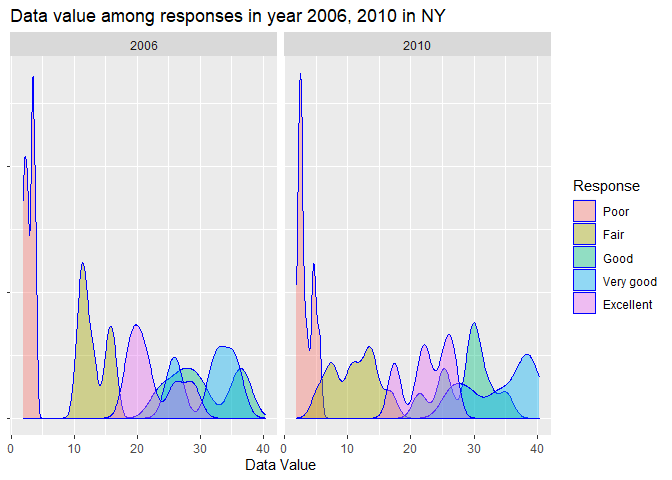 Data value among responses in year 2006, 2010 in NY
2006
2010
Response
Poor
Fair
Good
Very good
Excellent
0 10 20 30 40 0 10 20 30 40
Data Value